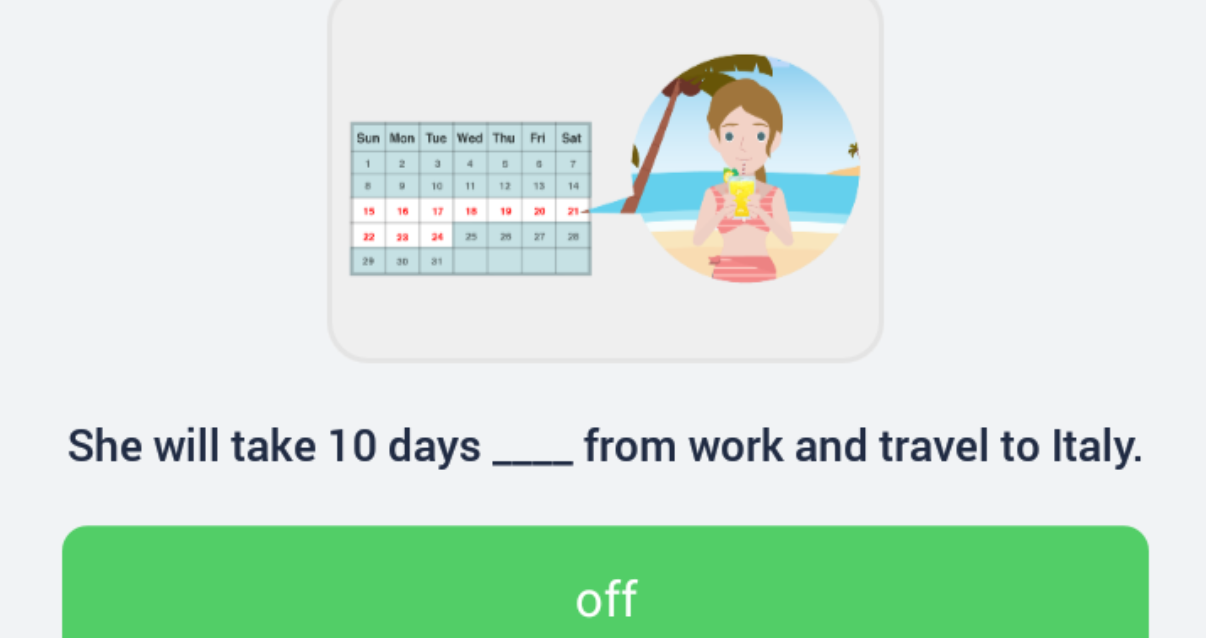 Sun Mon Tue Wed Thu Fri Sat
1 2 3 4 5 6 7
8 9 10 11 12 13 14
15 16 17 18 19 20 21
22 23 24 25 26 27 28
29 30 31
She will take 10 days ____ from work and travel to Italy.
off